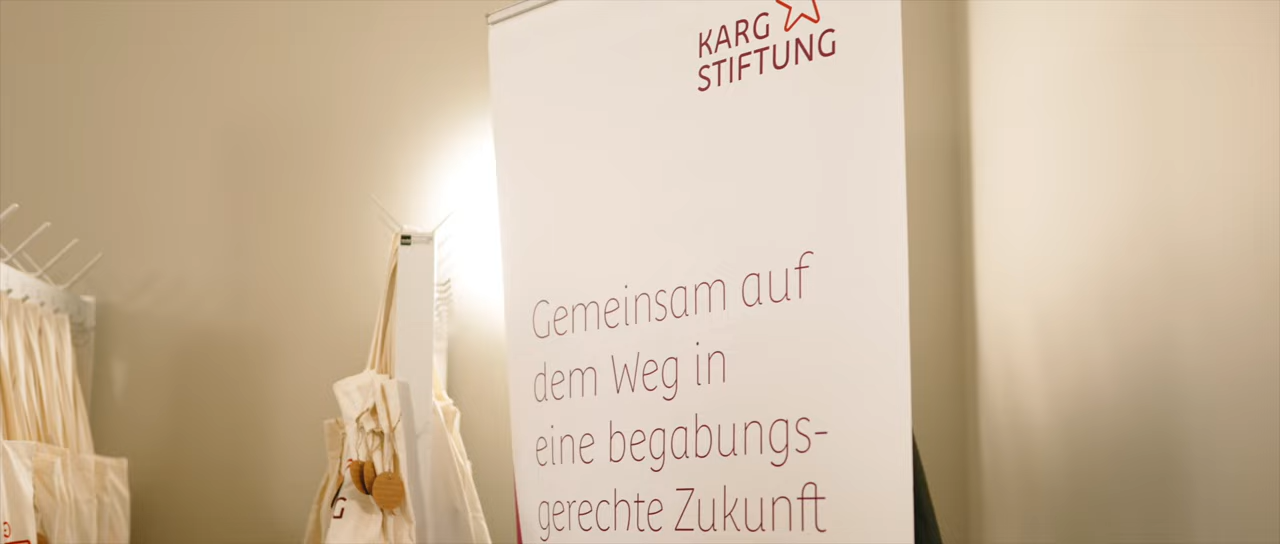 KARG
STIFTUNG
Gemeinsam auf
dem Weg in
eine begabungs-
gerechte Zukunft